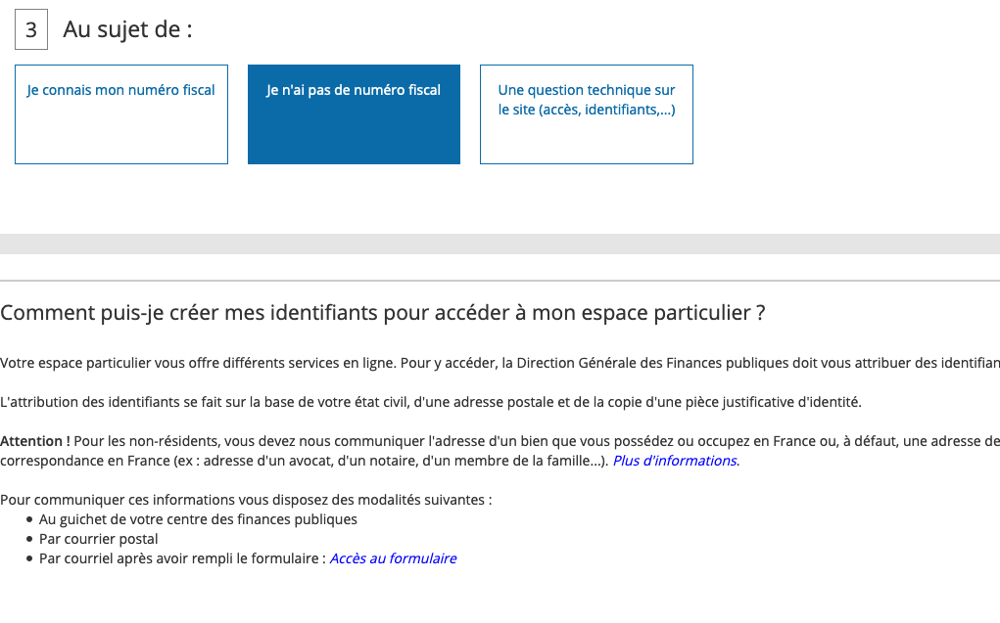 3 Au sujet de :
Je connais mon numéro fiscal
Je n'ai pas de numéro fiscal
Une question technique sur
le site (accès, identifiants,...)
Comment puis-je créer mes identifiants pour accéder à mon espace particulier ?
Votre espace particulier vous offre différents services en ligne. Pour y accéder, la Direction Générale des Finances publiques doit vous attribuer des identifian
L'attribution des identifiants se fait sur la base de votre état civil, d'une adresse postale et de la copie d'une pièce justificative d'identité.
Attention ! Pour les non-résidents, vous devez nous communiquer l'adresse d'un bien que vous possédez ou occupez en France ou, à défaut, une adresse de
correspondance en France (ex : adresse d'un avocat, d'un notaire, d'un membre de la famille...). Plus d'informations.
Pour communiquer ces informations vous disposez des modalités suivantes :
• Au guichet de votre centre des finances publiques
• Par courrier postal
• Par courriel après avoir rempli le formulaire : Accès au formulaire